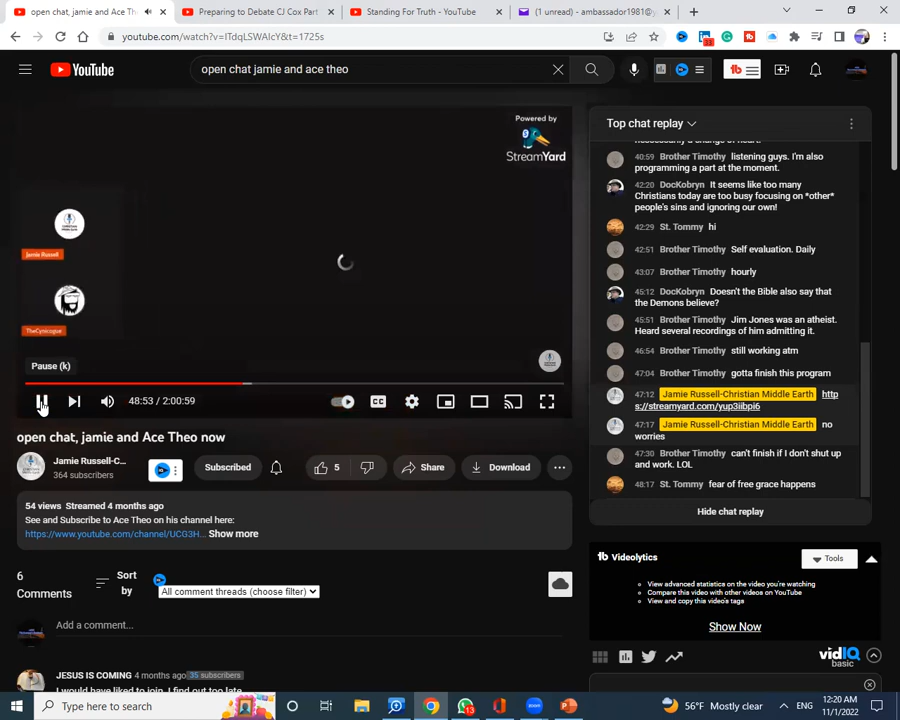 open chat, jamie and Ace Theo
Preparing to Debate CJ Cox Part
Standing For Truth - YouTube
(1 unread) - ambassador1981@y
youtube.com/watch?v=ITdqLSWAIcY&t=1725s
YouTube
open chat jamie and ace theo
Powered by
StreamYard
Jamie Russell
TheCynicogue
Pause (k)
48:53 / 2:00:59
Top chat replay
40:59 Brother Timothy listening guys. I'm also
programming a part at the moment.
42:20 DocKobryn It seems like too many
Christians today are too busy focusing on *other*
people's sins and ignoring our own!
42:29 St. Tommy hi
42:51 Brother Timothy Self evaluation. Daily
43:07 Brother Timothy hourly
45:12 DocKobryn Doesn't the Bible also say that
the Demons believe?
45:51 Brother Timothy Jim Jones was an atheist.
Heard several recordings of him admitting it.
46:54 Brother Timothy still working atm
47:04 Brother Timothy gotta finish this program
47:12 Jamie Russell-Christian Middle Earth http
s://streamyard.com/yup3iibpi6
47:17 Jamie Russell-Christian Middle Earth no
worries
47:30 Brother Timothy can't finish if I don't shut up
and work. LOL
48:17 St. Tommy fear of free grace happens
Hide chat replay
open chat, jamie and Ace Theo now
Jamie Russell-C...
364 subscribers
Subscribed
5
Share
Download
54 views Streamed 4 months ago
See and Subscribe to Ace Theo on his channel here:
https://www.youtube.com/channel/UCG3H... Show more
6
Comments
Sort
by
All comment threads (choose filter)
Add a comment...
JESUS IS COMING 4 months ago 35 subscribers
I would have liked to join, I find out too late
Videolytics
Tools
View advanced statistics on the video you're watching
Compare this video with other videos on YouTube
View and copy this video's tags
Show Now
vidIQ
basic
Type here to search
13
56°F Mostly clear
12:20 AM
11/1/2022